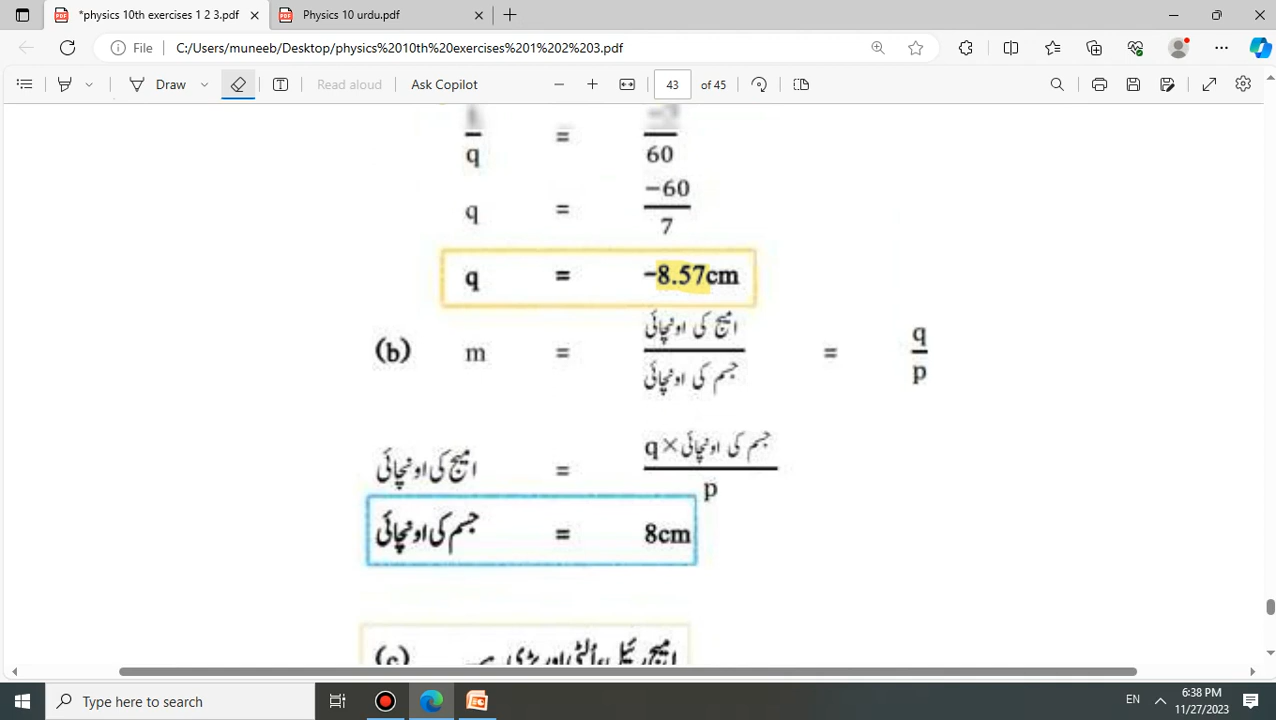 *physics 10th exercises 1 2 3.pdf
Physics 10 urdu.pdf
File C:/Users/muneeb/Desktop/physics%2010th%20exercises%201%202%203.pdf
Draw Read aloud Ask Copilot 43 of 45
q = 60
q = −60/7
q = −8.57cm
(b) m = امیج کی اونچائی / جسم کی اونچائی = q/p
امیج کی اونچائی = q × جسم کی اونچائی / p
جسم کی اونچائی = 8cm
(c)
Type here to search
EN
6:38 PM
11/27/2023